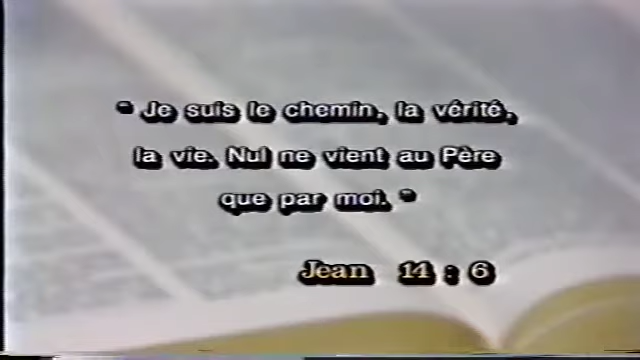 " Je suis le chemin, la vérité,
la vie. Nul ne vient au Père
que par moi. "
Jean 14 : 6